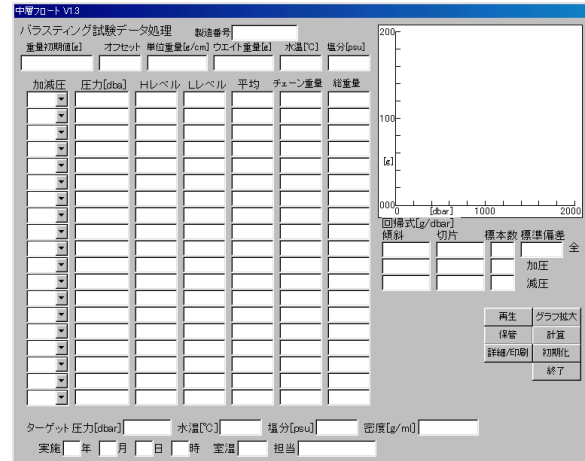 中層フロート V1.3
バラスティング試験データ処理 製造番号
重量初期値[g] オフセット 単位重量[g/cm] ウエイト重量[g] 水温[℃] 塩分[psu]
加減圧 圧力[dba] Hレベル Lレベル 平均 チェーン重量 総重量
200
100
[g]
000
0 [dbar] 1000 2000
回帰式[g/dbar]
傾斜 切片 標本数 標準偏差
全
加圧
減圧
再生 グラフ拡大
保管 計算
詳細/印刷 初期化
終了
ターゲット圧力[dbar] 水温[℃] 塩分[psu] 密度[g/ml]
実施 年 月 日 時 室温 担当